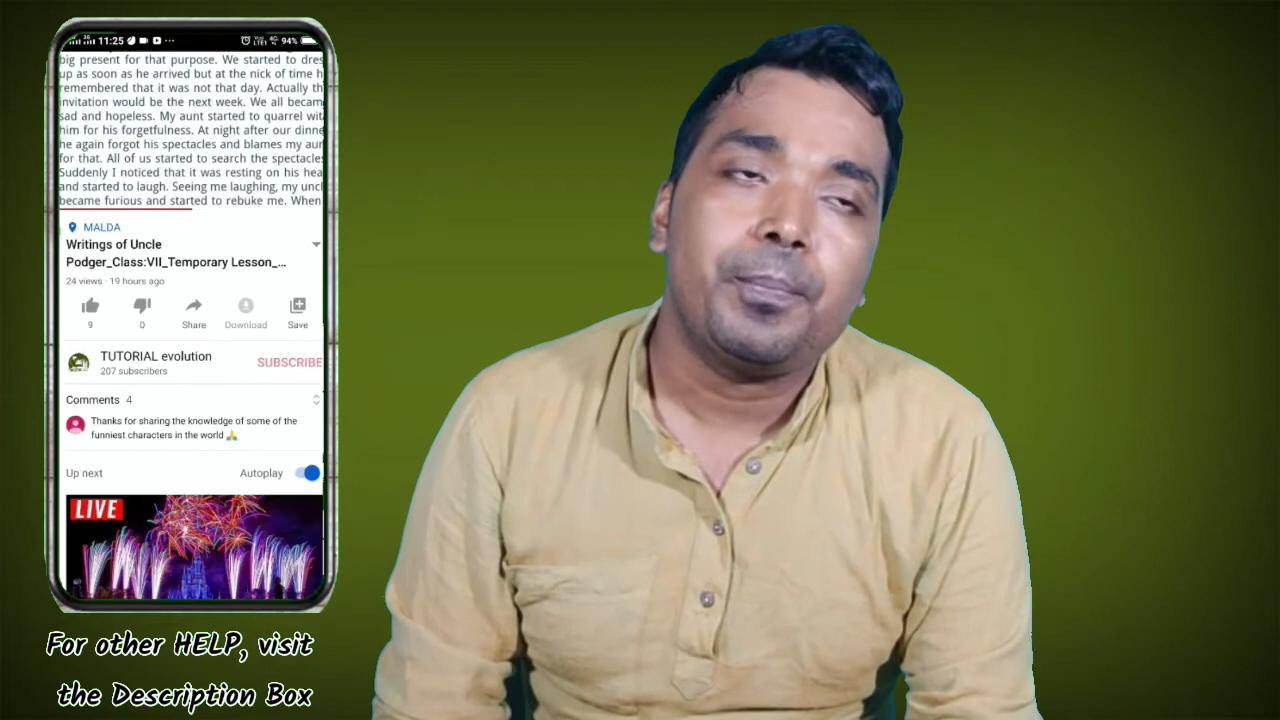 11:25
94%
big present for that purpose. We started to dres
up as soon as he arrived but at the nick of time h
remembered that it was not that day. Actually th
invitation would be the next week. We all becam
sad and hopeless. My aunt started to quarrel wit
him for his forgetfulness. At night after our dinne
he again forgot his spectacles and blames my aun
for that. All of us started to search the spectacles
Suddenly I noticed that it was resting on his hea
and started to laugh. Seeing me laughing, my uncl
became furious and started to rebuke me. When
MALDA
Writings of Uncle
Podger_Class:VII_Temporary Lesson_...
24 views · 19 hours ago
9
0
Share
Download
Save
TUTORIAL evolution
SUBSCRIBE
207 subscribers
Comments 4
Thanks for sharing the knowledge of some of the
funniest characters in the world 🙏
Up next
Autoplay
LIVE
For other HELP, visit
the Description Box